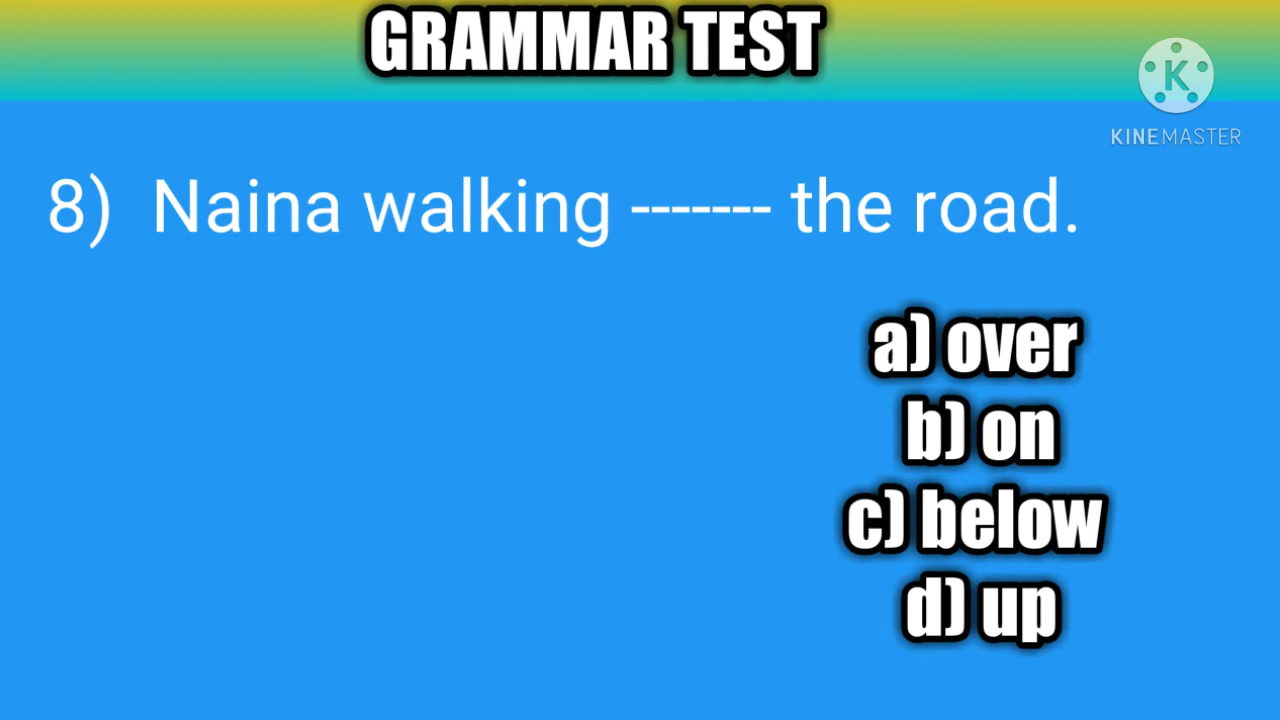 GRAMMAR TEST
K
KINEMASTER
8) Naina walking ------- the road.
a) over
b) on
c) below
d) up